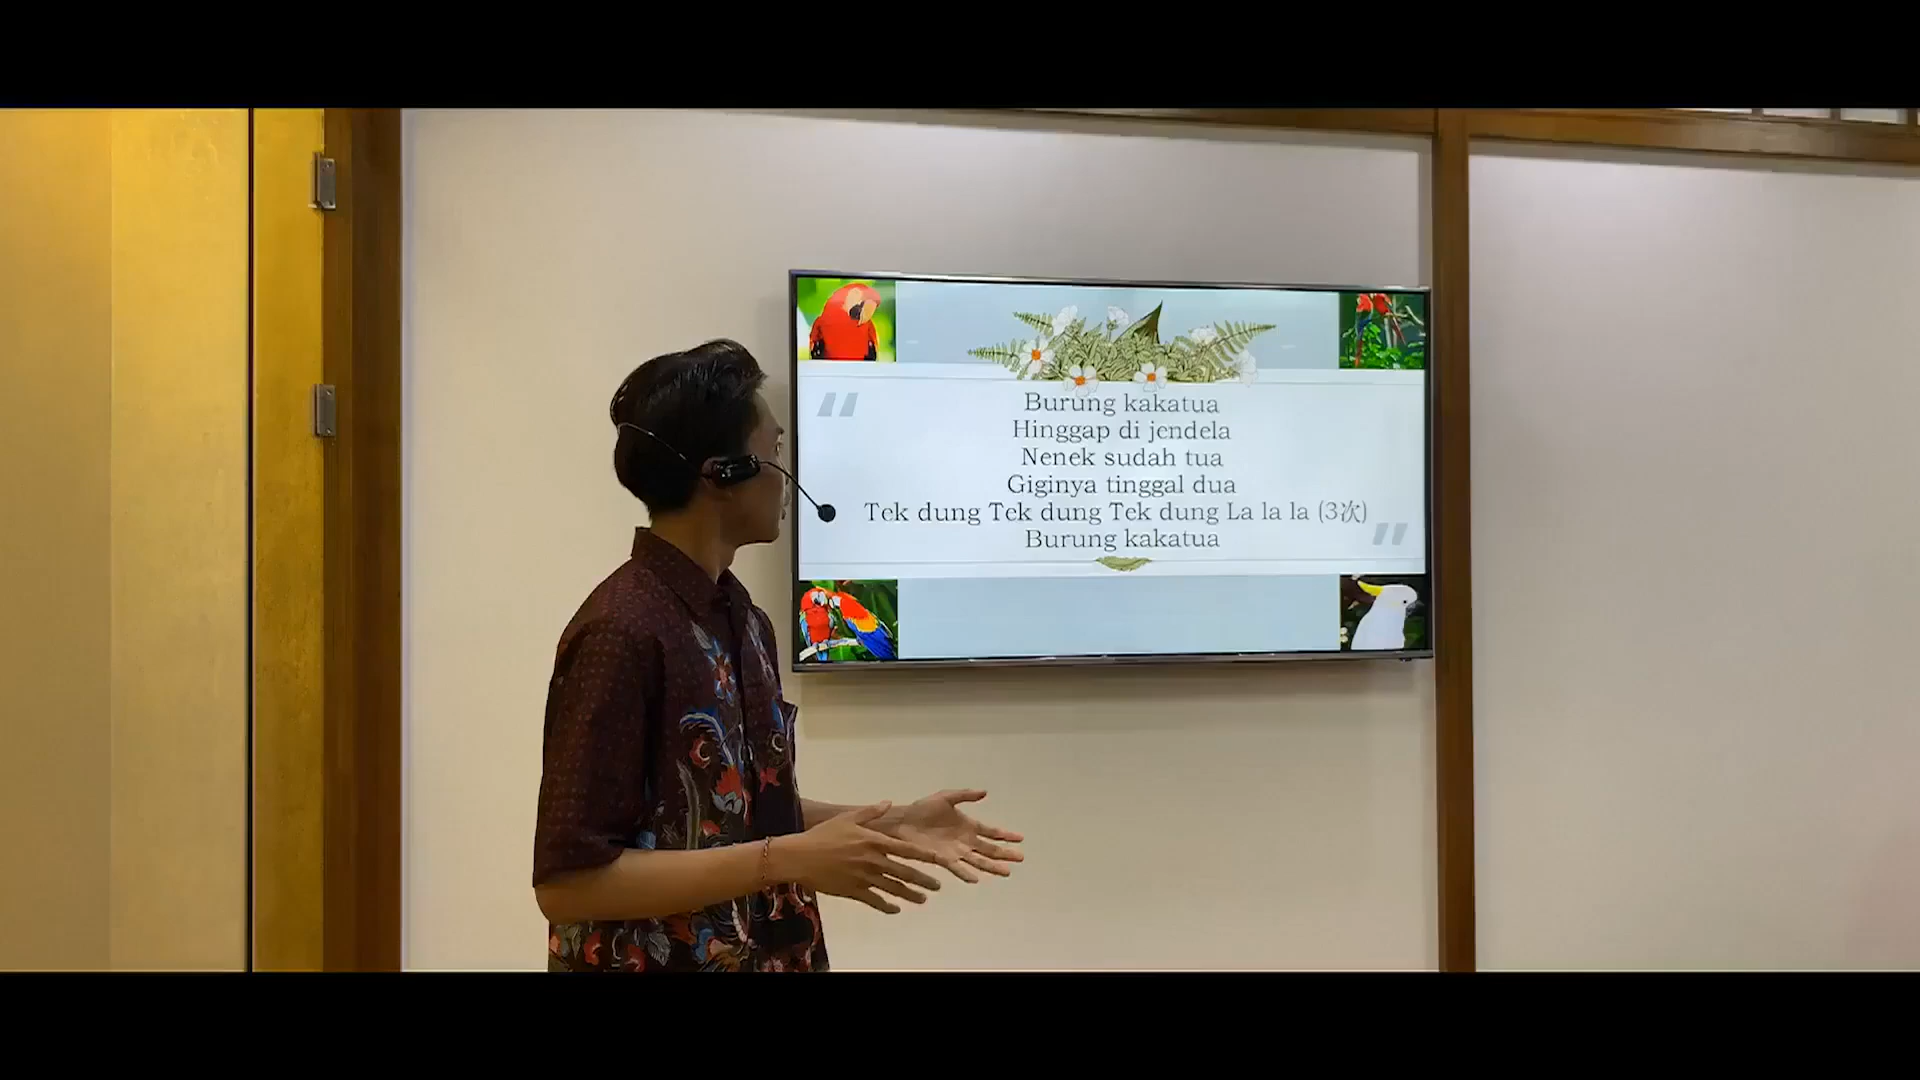 Burung kakatua
Hinggap di jendela
Nenek sudah tua
Giginya tinggal dua
Tek dung Tek dung Tek dung La la la (3次)
Burung kakatua